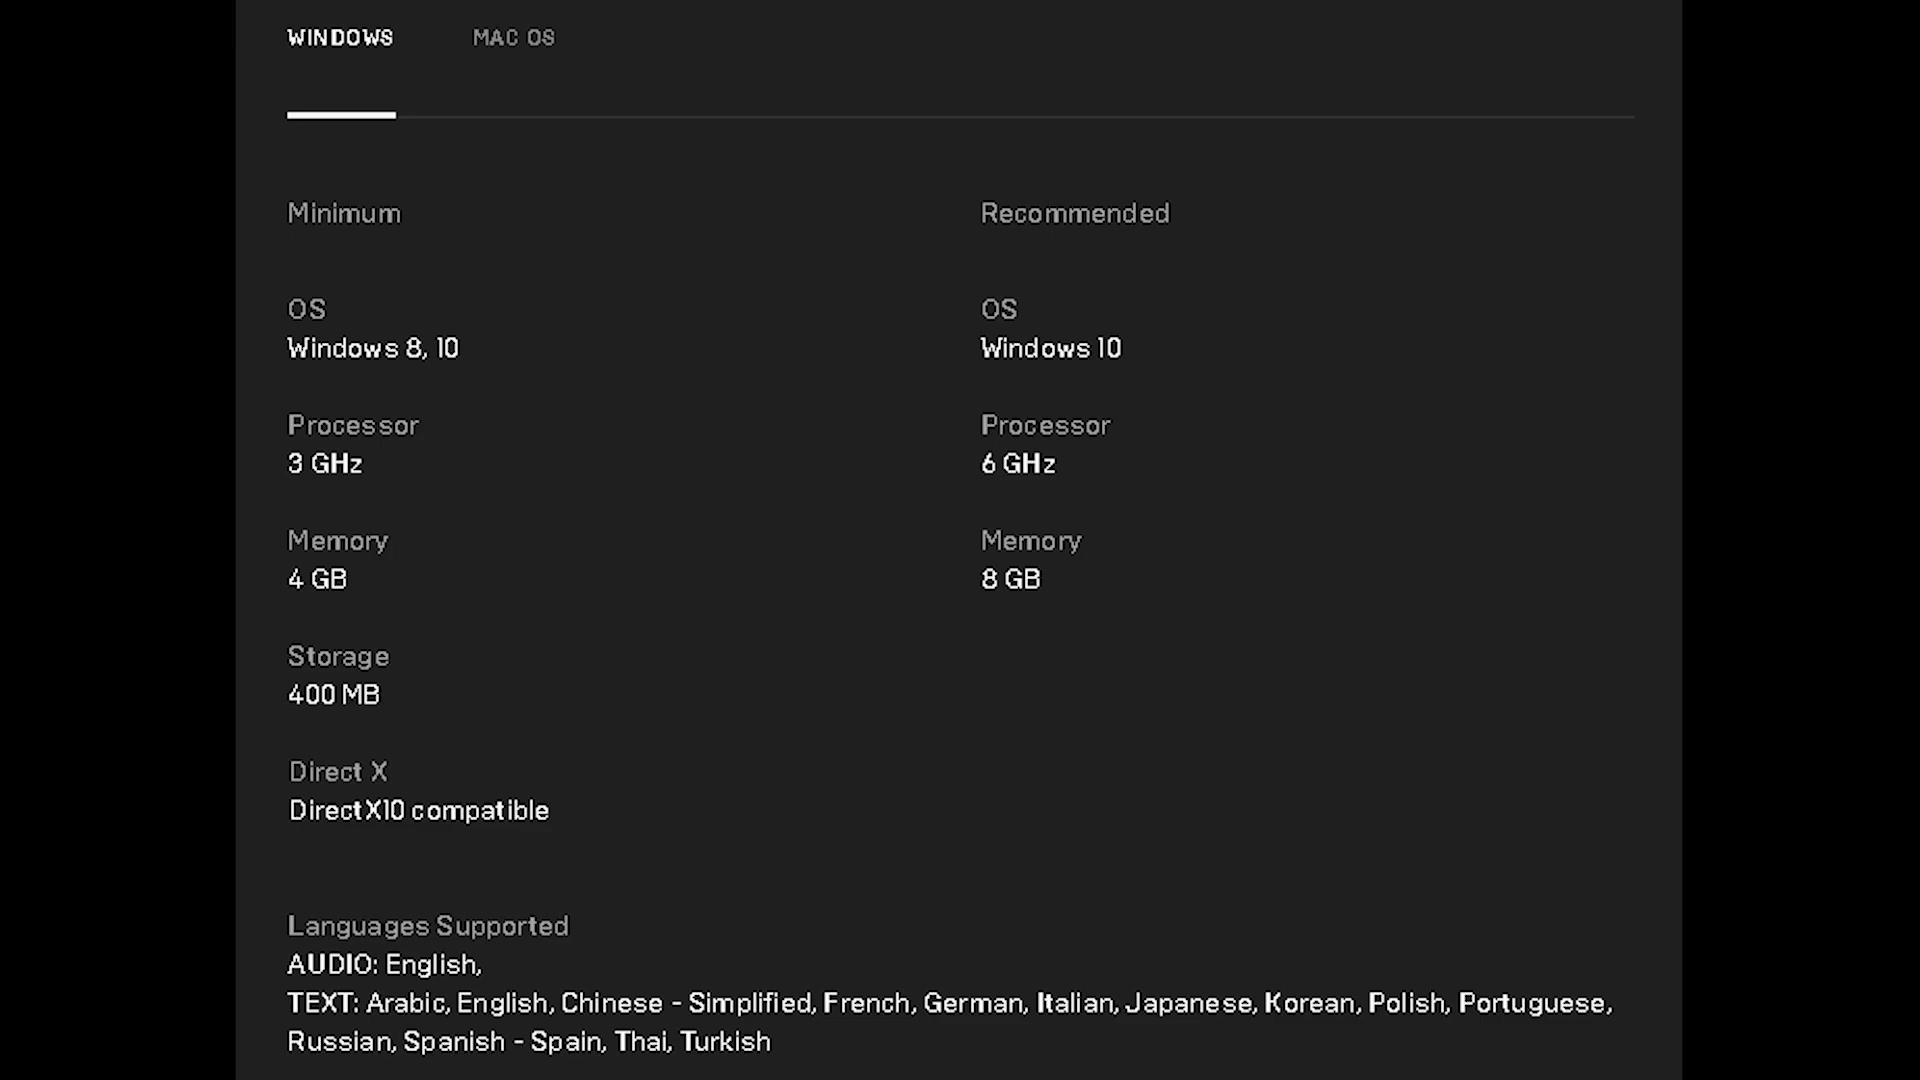 WINDOWS MAC OS
Minimum Recommended
OS OS
Windows 8, 10 Windows 10
Processor Processor
3 GHz 6 GHz
Memory Memory
4 GB 8 GB
Storage
400 MB
Direct X
DirectX10 compatible
Languages Supported
AUDIO: English,
TEXT: Arabic, English, Chinese - Simplified, French, German, Italian, Japanese, Korean, Polish, Portuguese,
Russian, Spanish - Spain, Thai, Turkish